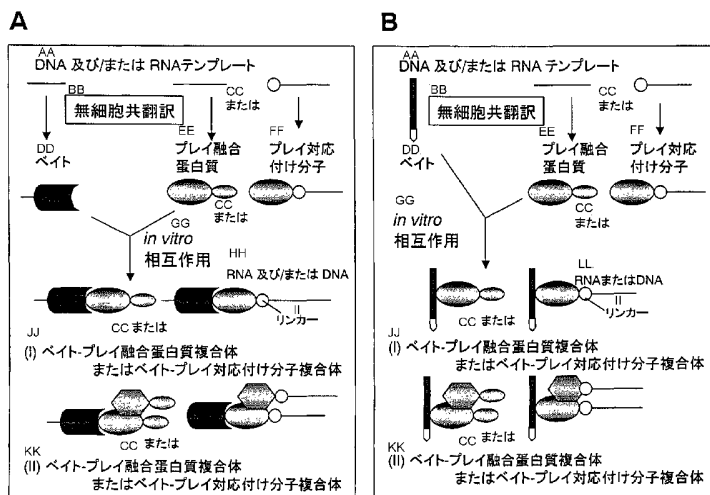 A
AA
DNA 及び/または RNAテンプレート
BB
無細胞共翻訳
CC
または
DD
ベイト
EE
プレイ融合
蛋白質
FF
プレイ対応
付け分子
CC
または
GG
in vitro
相互作用
HH
RNA 及び/または DNA
II
リンカー
CC または
JJ
(i) ベイト-プレイ融合蛋白質複合体
またはベイト-プレイ対応付け分子複合体
CC または
KK
(II) ベイト-プレイ融合蛋白質複合体
またはベイト-プレイ対応付け分子複合体
B
AA
DNA 及び/または RNAテンプレート
BB
無細胞共翻訳
CC
または
DD
ベイト
EE
プレイ融合
蛋白質
FF
プレイ対応
付け分子
CC
または
GG
in vitro
相互作用
LL
RNAまたはDNA
II
リンカー
CC または
JJ
(I) ベイト-プレイ融合蛋白質複合体
またはベイト-プレイ対応付け分子複合体
CC または
KK
(II) ベイト-プレイ融合蛋白質複合体
またはベイト-プレイ対応付け分子複合体